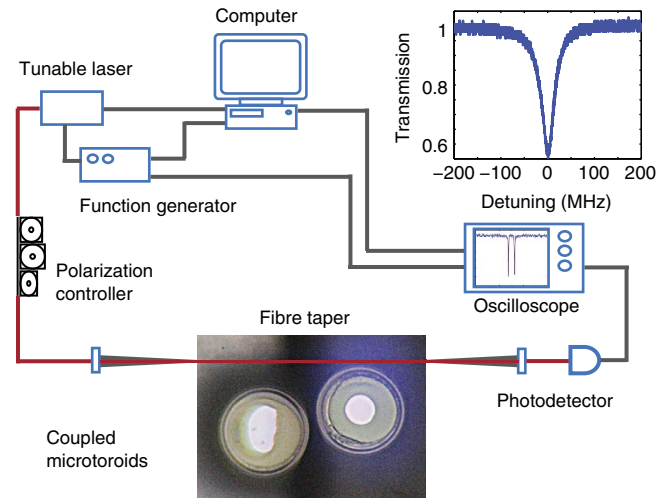 Computer
Tunable laser
Function generator
Polarization
controller
Fibre taper
Coupled
microtoroids
Oscilloscope
Photodetector
Transmission
1
0.8
0.6
-200 -100 0 100 200
Detuning (MHz)